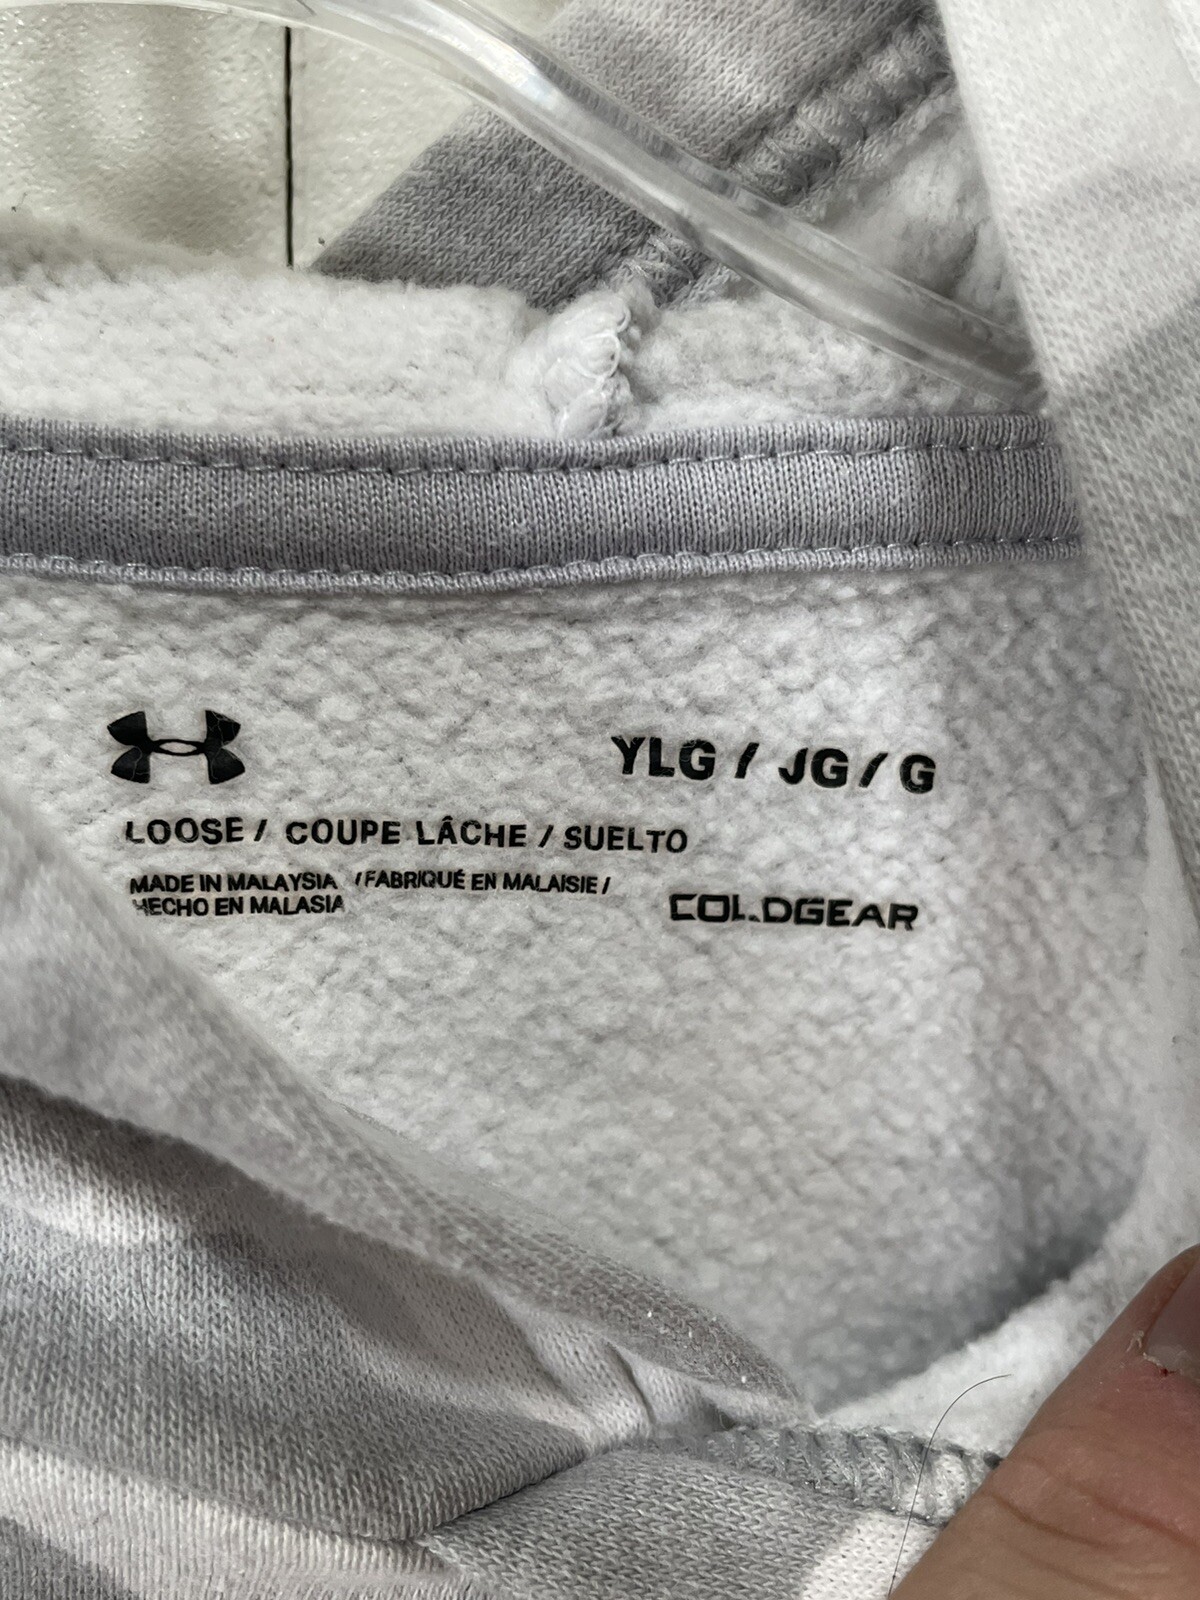 YLG / JG / G
LOOSE / COUPE LÂCHE / SUELTO
MADE IN MALAYSIA / FABRIQUÉ EN MALAISIE /
HECHO EN MALASIA
COLDGEAR